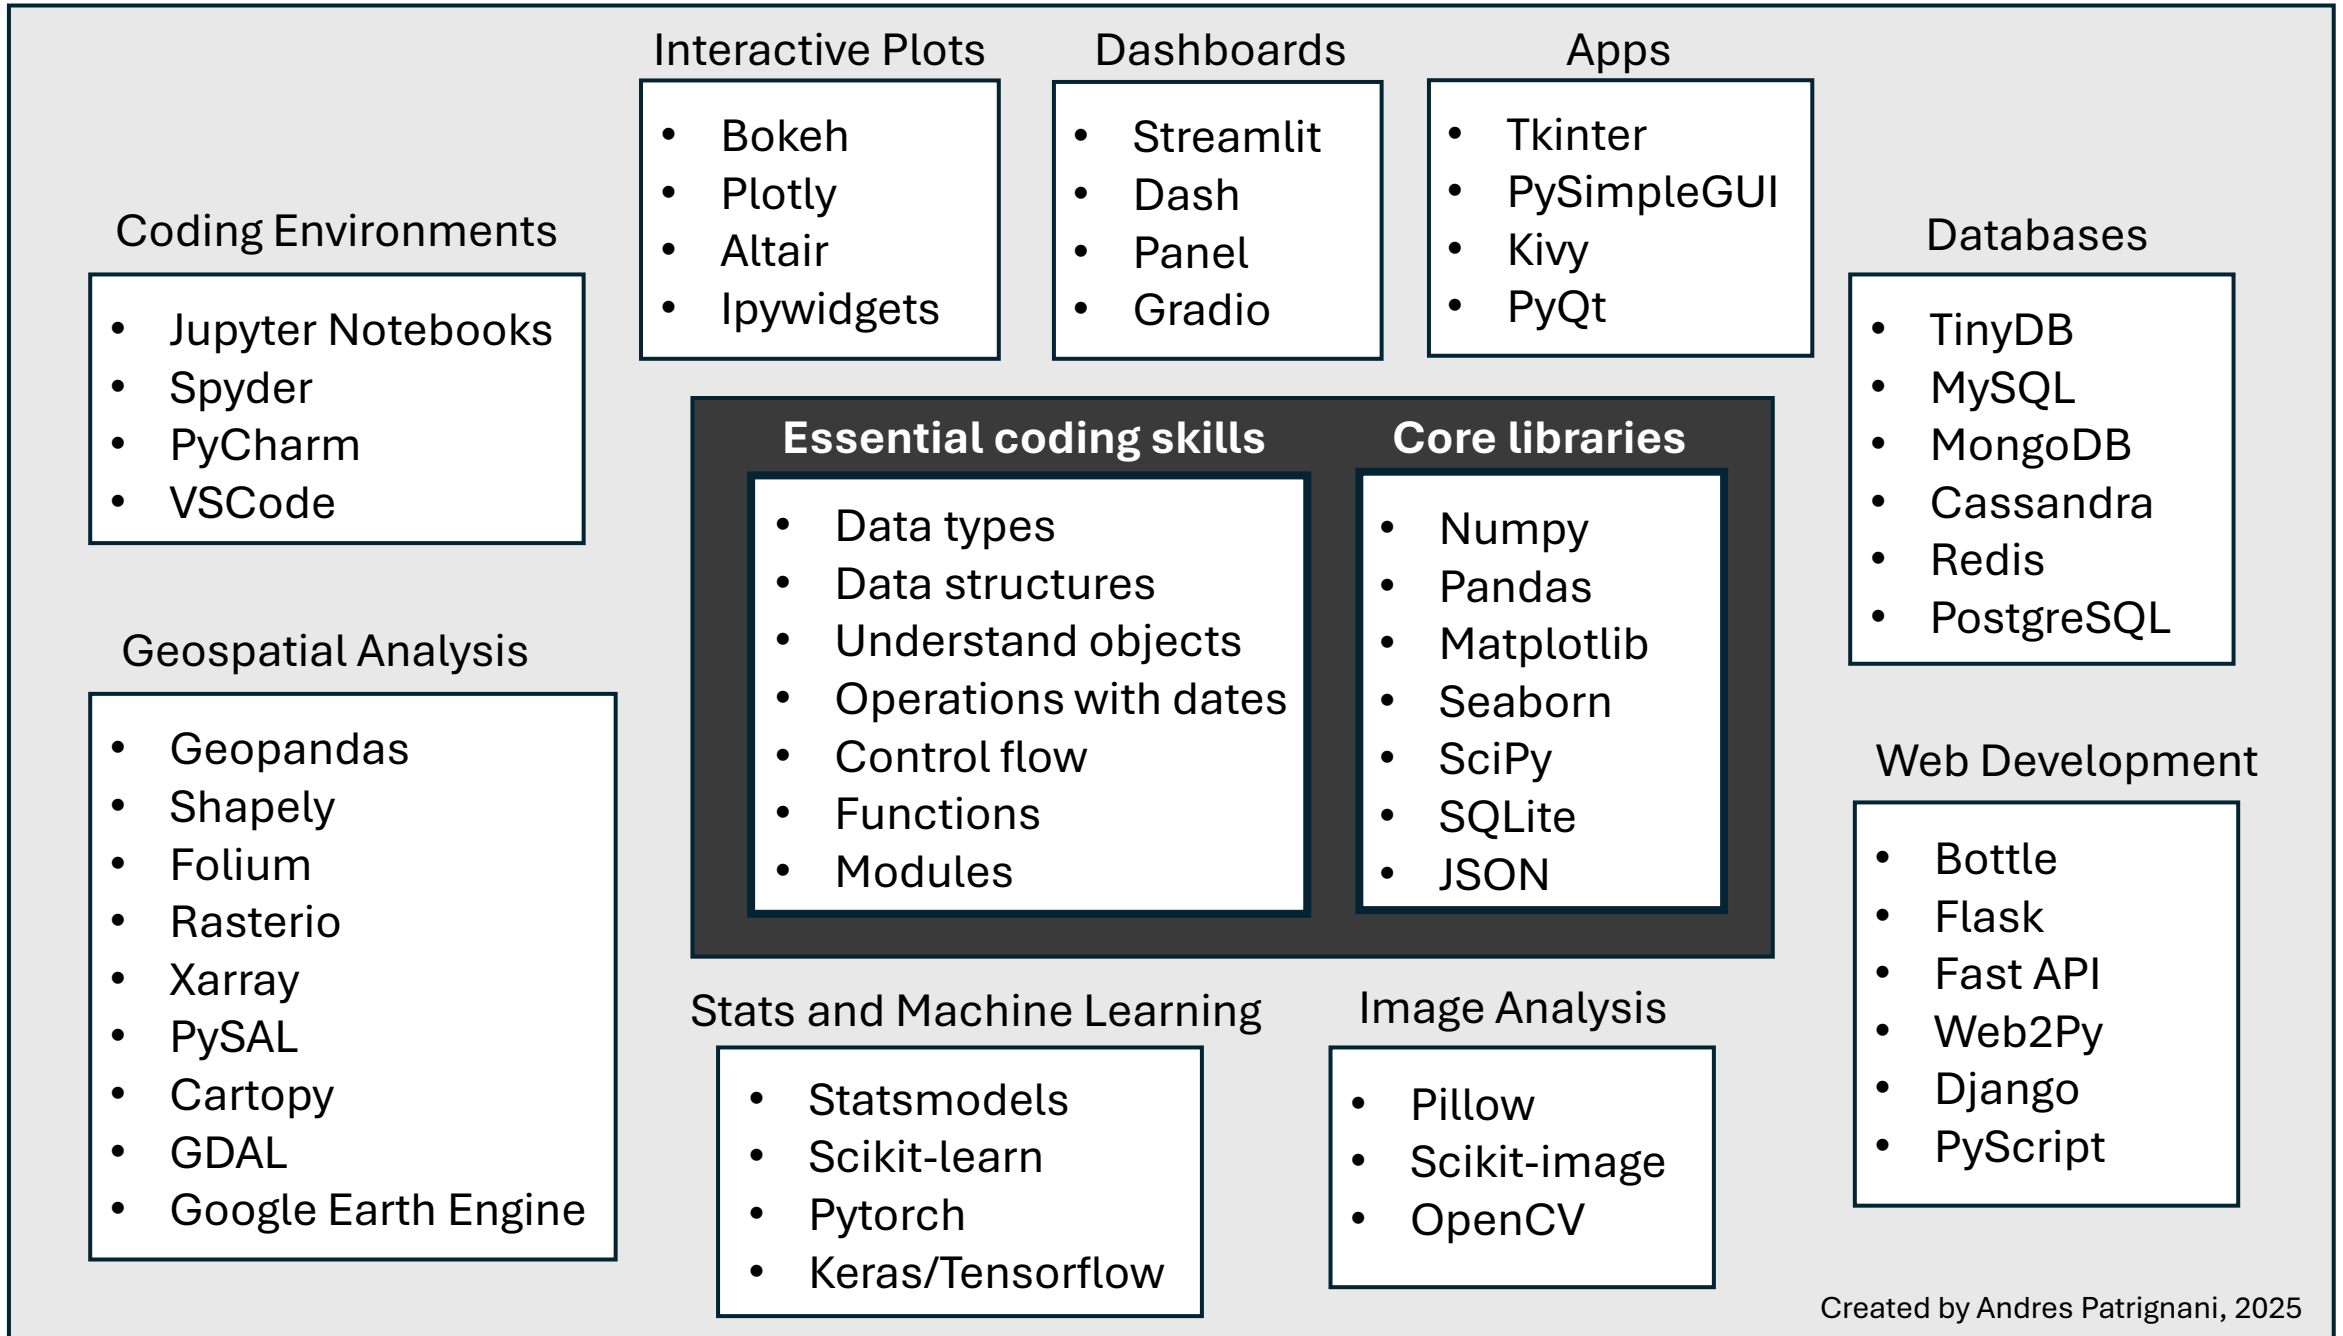 Interactive Plots
• Bokeh
• Plotly
• Altair
• Ipywidgets
Dashboards
• Streamlit
• Dash
• Panel
• Gradio
Apps
• Tkinter
• PySimpleGUI
• Kivy
• PyQt
Coding Environments
• Jupyter Notebooks
• Spyder
• PyCharm
• VSCode
Databases
• TinyDB
• MySQL
• MongoDB
• Cassandra
• Redis
• PostgreSQL
Essential coding skills
• Data types
• Data structures
• Understand objects
• Operations with dates
• Control flow
• Functions
• Modules
Core libraries
• Numpy
• Pandas
• Matplotlib
• Seaborn
• SciPy
• SQLite
• JSON
Geospatial Analysis
• Geopandas
• Shapely
• Folium
• Rasterio
• Xarray
• PySAL
• Cartopy
• GDAL
• Google Earth Engine
Web Development
• Bottle
• Flask
• Fast API
• Web2Py
• Django
• PyScript
Stats and Machine Learning
• Statsmodels
• Scikit-learn
• Pytorch
• Keras/Tensorflow
Image Analysis
• Pillow
• Scikit-image
• OpenCV
Created by Andres Patrignani, 2025